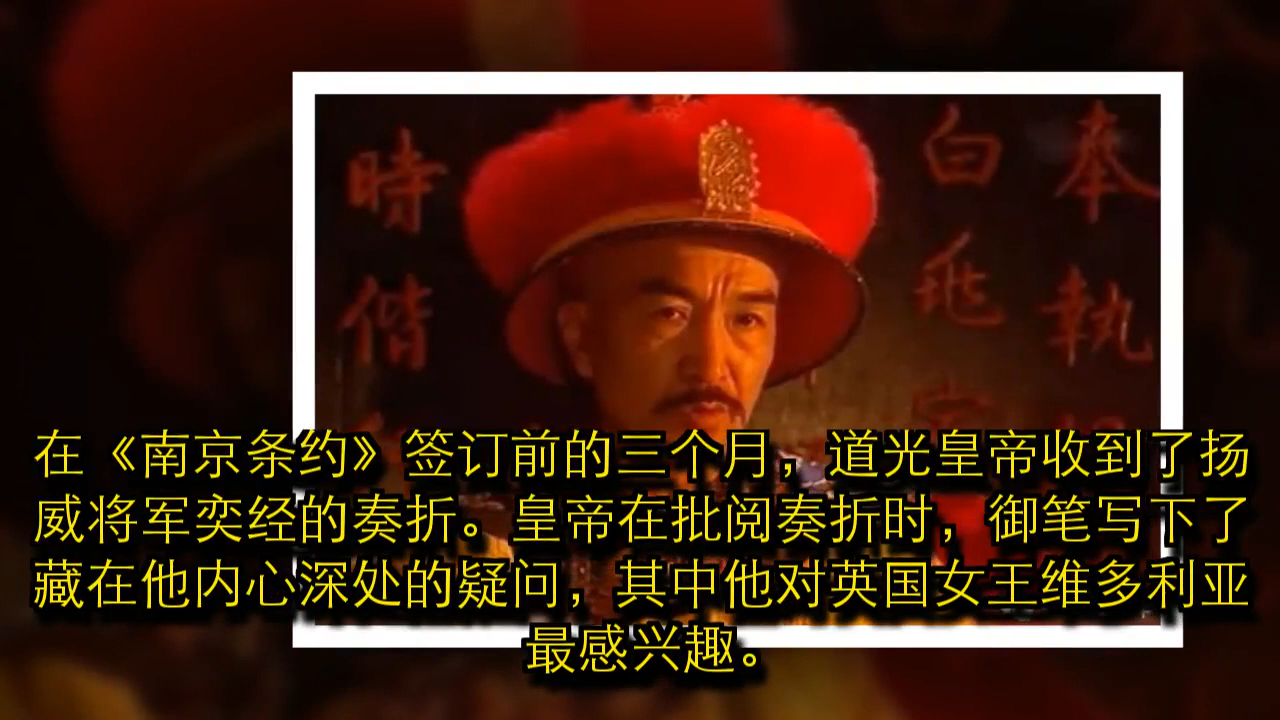 奉執
白飛
時偕
在《南京条约》签订前的三个月，道光皇帝收到了扬
威将军奕经的奏折。皇帝在批阅奏折时，御笔写下了
藏在他内心深处的疑问，其中他对英国女王维多利亚
最感兴趣。